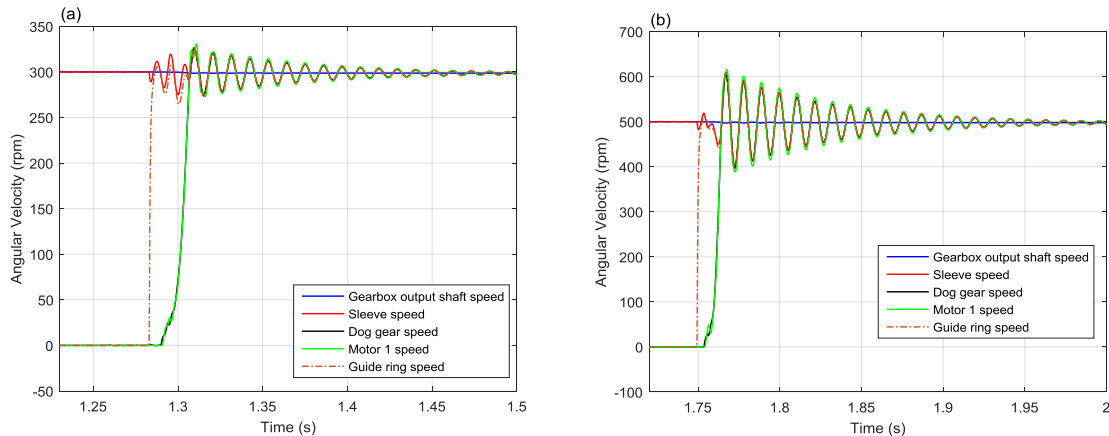 (a)
350
300
250
200
150
100
50
0
-50
Angular Velocity (rpm)
1.25
1.3
1.35
1.4
1.45
1.5
Time (s)
Gearbox output shaft speed
Sleeve speed
Dog gear speed
Motor 1 speed
Guide ring speed
(b)
700
600
500
400
300
200
100
0
-100
Angular Velocity (rpm)
1.75
1.8
1.85
1.9
1.95
2
Time (s)
Gearbox output shaft speed
Sleeve speed
Dog gear speed
Motor 1 speed
Guide ring speed